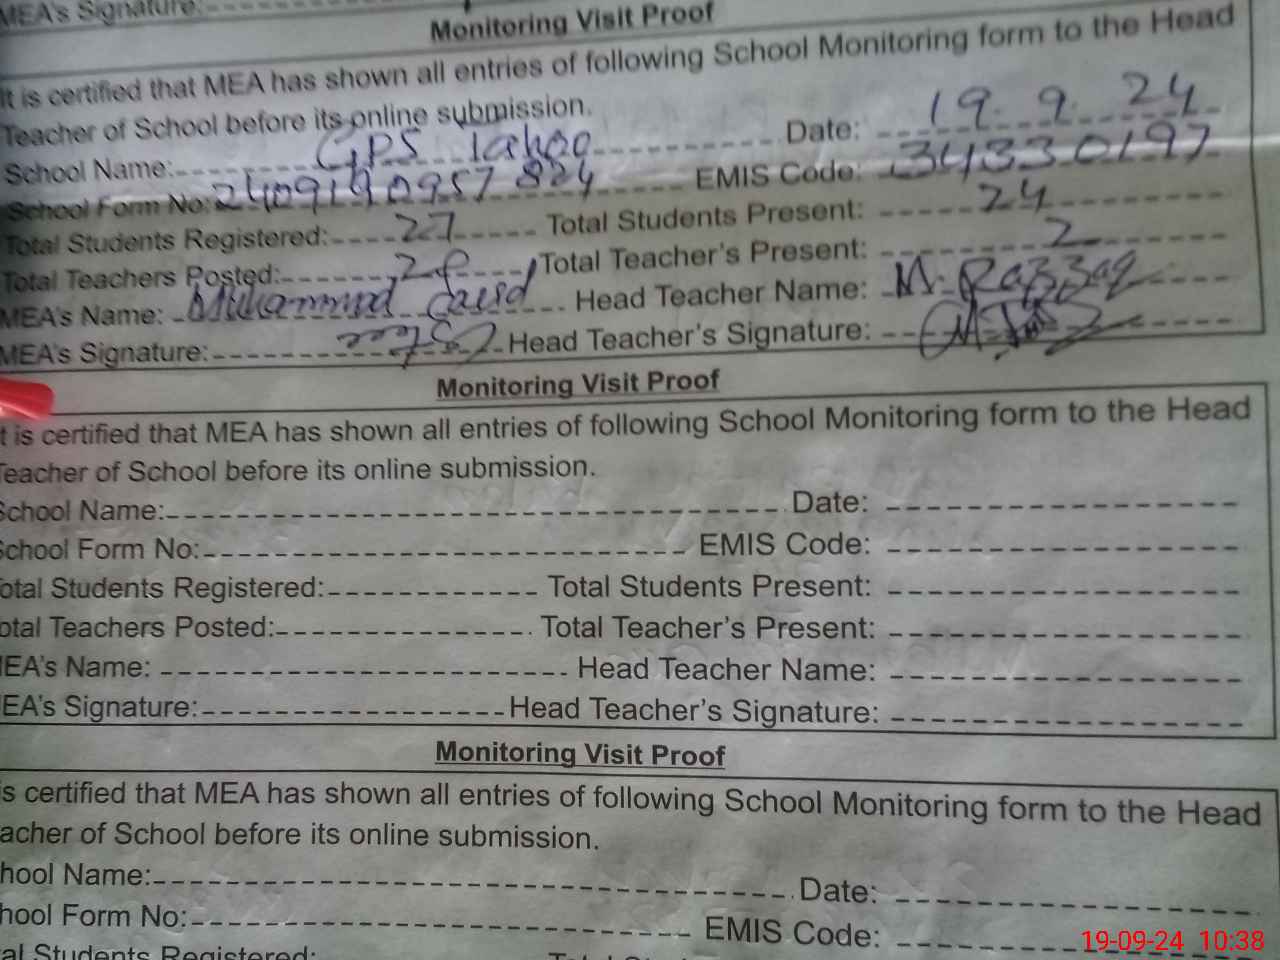 MEA's Signature:
Monitoring Visit Proof
It is certified that MEA has shown all entries of following School Monitoring form to the Head
Teacher of School before its online submission.
School Name: GPS Date: 19. 9. 24
School Form No: 2409190957824 EMIS Code: 34330197
Total Students Registered: 27 Total Students Present: 24
Total Teachers Posted: 2 Total Teacher's Present: 2
MEA's Name: Muhammad Head Teacher Name: M. Razzaq
MEA's Signature: Head Teacher's Signature:
Monitoring Visit Proof
t is certified that MEA has shown all entries of following School Monitoring form to the Head
Teacher of School before its online submission.
School Name: Date:
School Form No: EMIS Code:
otal Students Registered: Total Students Present:
otal Teachers Posted: Total Teacher's Present:
MEA's Name: Head Teacher Name:
EA's Signature: Head Teacher's Signature:
Monitoring Visit Proof
is certified that MEA has shown all entries of following School Monitoring form to the Head
acher of School before its online submission.
hool Name: Date:
hool Form No: EMIS Code:
al Students Registered:
19-09-24 10:38